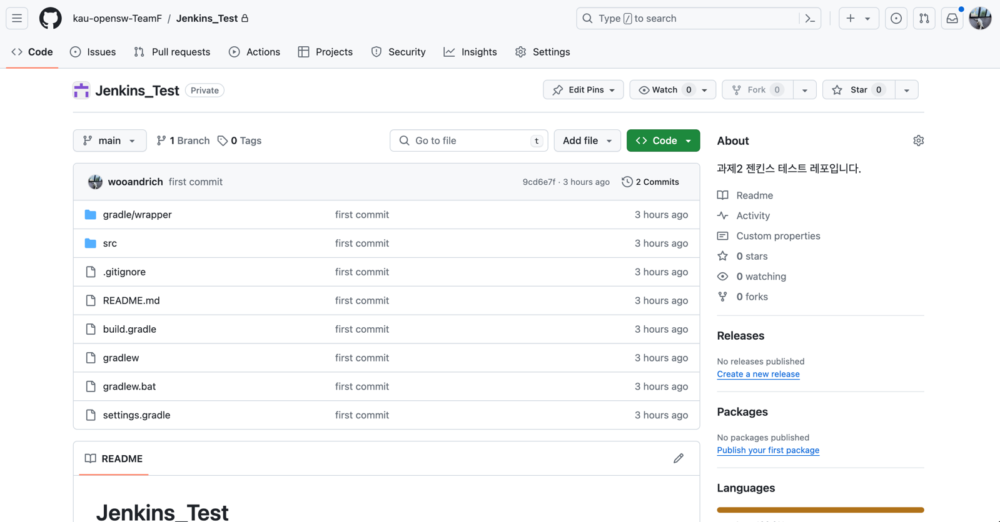 kau-opensw-TeamF / Jenkins_Test
Type / to search
Code
Issues
Pull requests
Actions
Projects
Security
Insights
Settings
Jenkins_Test Private
Edit Pins
Watch 0
Fork 0
Star 0
main
1 Branch
0 Tags
Go to file t
Add file
Code
wooandrich first commit 9cd6e7f · 3 hours ago 2 Commits
gradle/wrapper first commit 3 hours ago
src first commit 3 hours ago
.gitignore first commit 3 hours ago
README.md first commit 3 hours ago
build.gradle first commit 3 hours ago
gradlew first commit 3 hours ago
gradlew.bat first commit 3 hours ago
settings.gradle first commit 3 hours ago
README
Jenkins_Test
About
과제2 젠킨스 테스트 레포입니다.
Readme
Activity
Custom properties
0 stars
0 watching
0 forks
Releases
No releases published
Create a new release
Packages
No packages published
Publish your first package
Languages